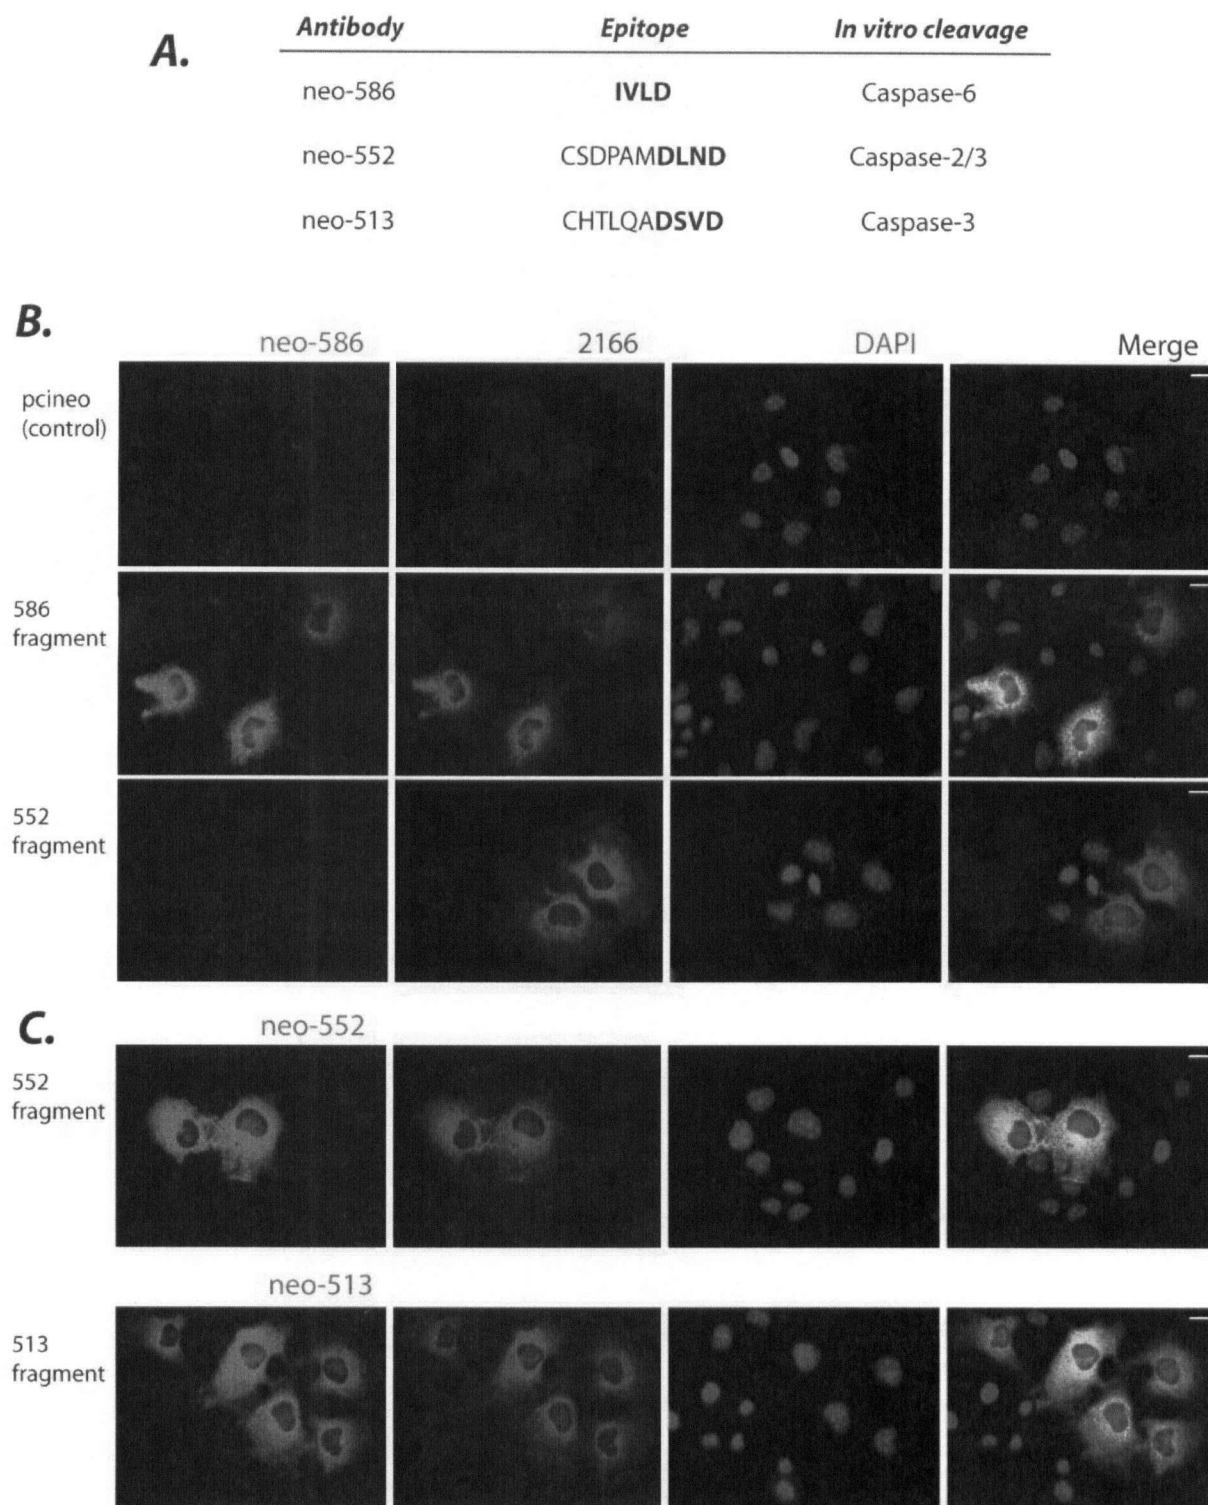 A.
Antibody Epitope In vitro cleavage
neo-586 IVLD Caspase-6
neo-552 CSDPAMDLND Caspase-2/3
neo-513 CHTLQADSVD Caspase-3
B.
neo-586 2166 DAPI Merge
pcineo
(control)
586
fragment
552
fragment
C.
neo-552
552
fragment
neo-513
513
fragment